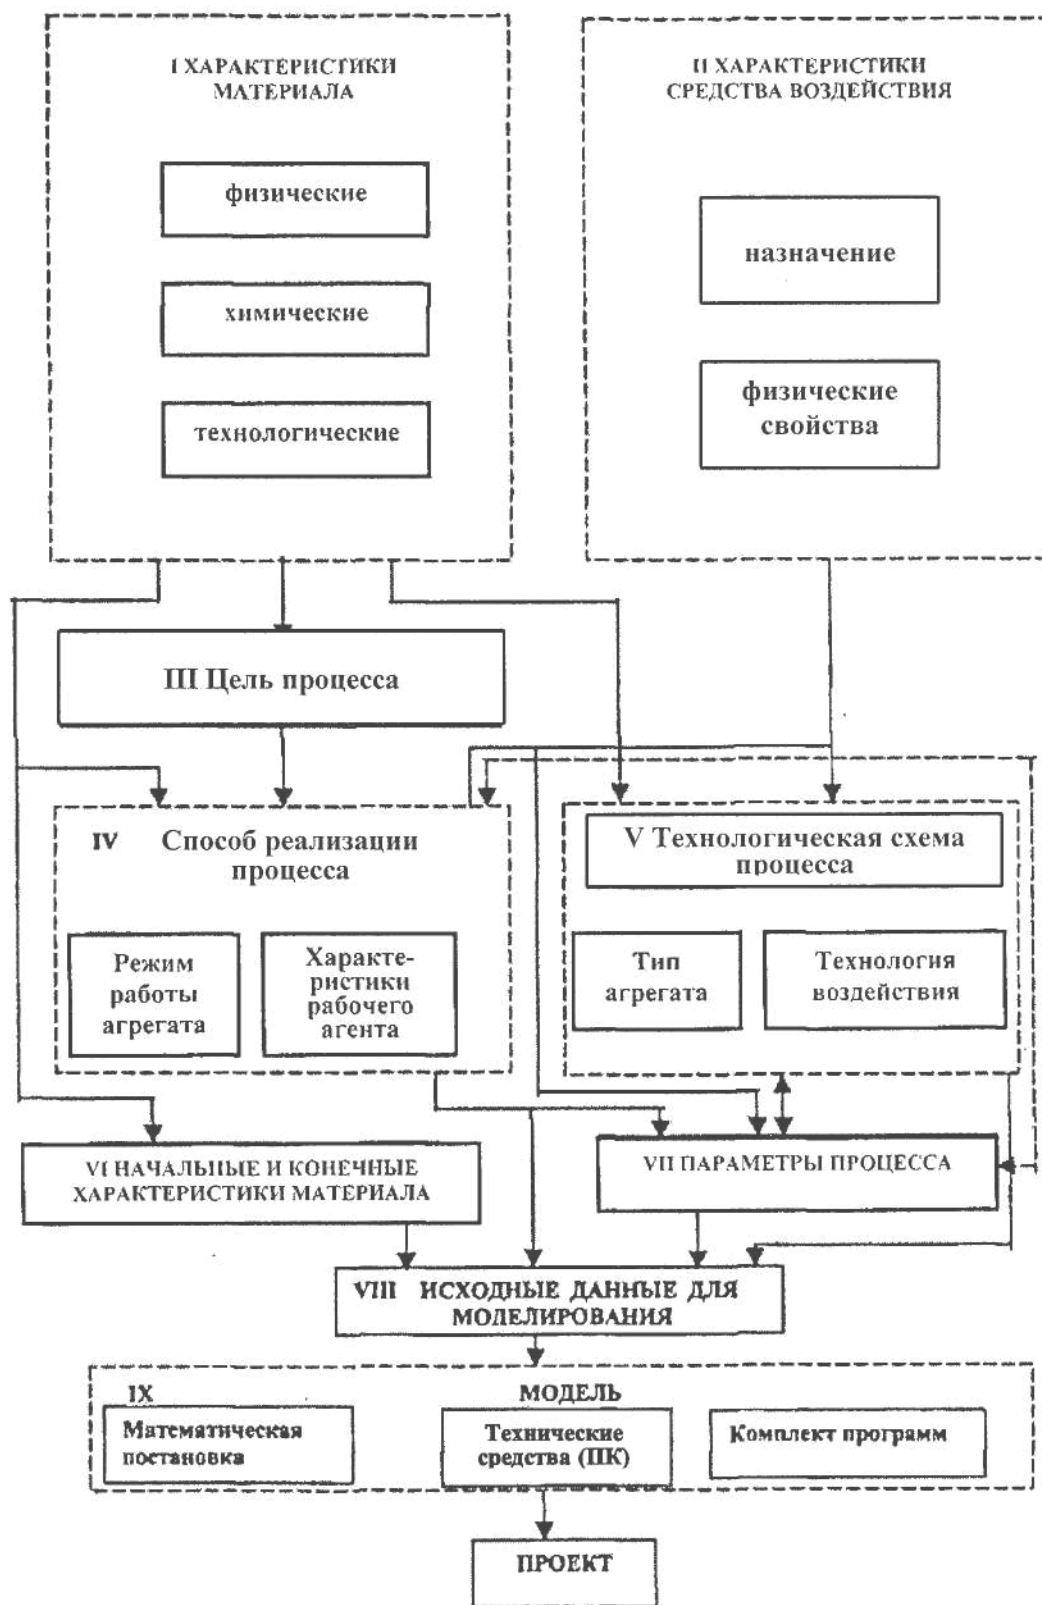 I ХАРАКТЕРИСТИКИ
МАТЕРИАЛА
физические
химические
технологические
II ХАРАКТЕРИСТИКИ
СРЕДСТВА ВОЗДЕЙСТВИЯ
назначение
физические
свойства
III Цель процесса
IV Способ реализации
процесса
Режим
работы
агрегата
Характе-
ристики
рабочего
агента
V Технологическая схема
процесса
Тип
агрегата
Технология
воздействия
VI НАЧАЛЬНЫЕ И КОНЕЧНЫЕ
ХАРАКТЕРИСТИКИ МАТЕРИАЛА
VII ПАРАМЕТРЫ ПРОЦЕССА
VIII ИСХОДНЫЕ ДАННЫЕ ДЛЯ
МОДЕЛИРОВАНИЯ
IX МОДЕЛЬ
Математическая
постановка
Технические
средства (ПК)
Комплект программ
ПРОЕКТ